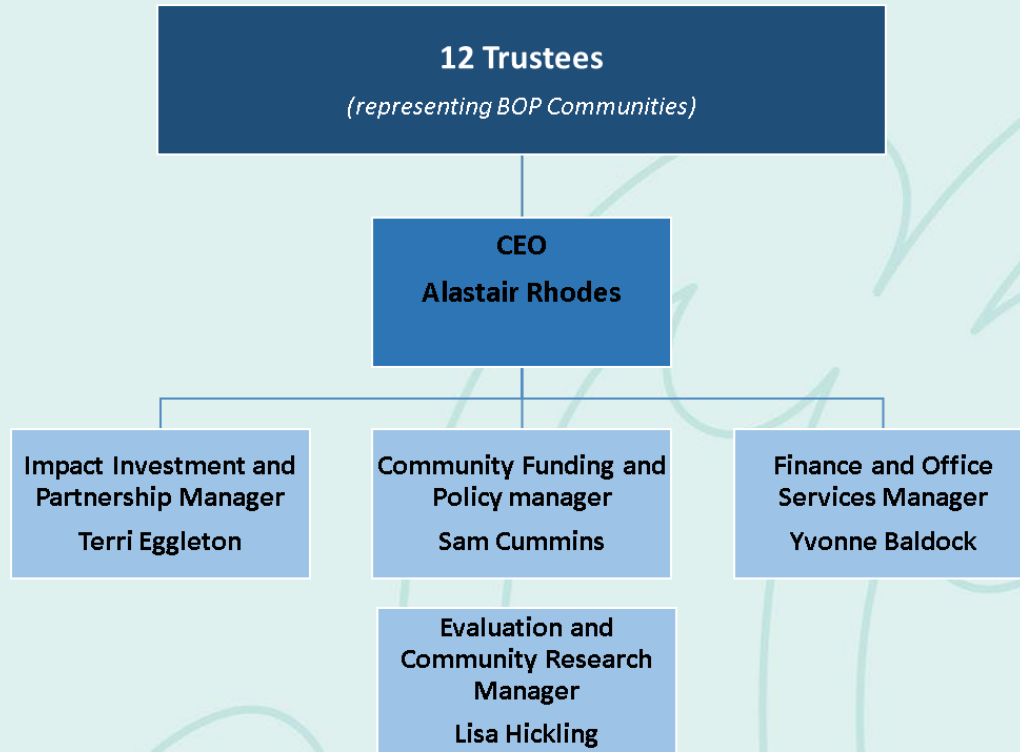 12 Trustees
(representing BOP Communities)
CEO
Alastair Rhodes
Impact Investment and
Partnership Manager
Terri Eggleton
Community Funding and
Policy manager
Sam Cummins
Finance and Office
Services Manager
Yvonne Baldock
Evaluation and
Community Research
Manager
Lisa Hickling